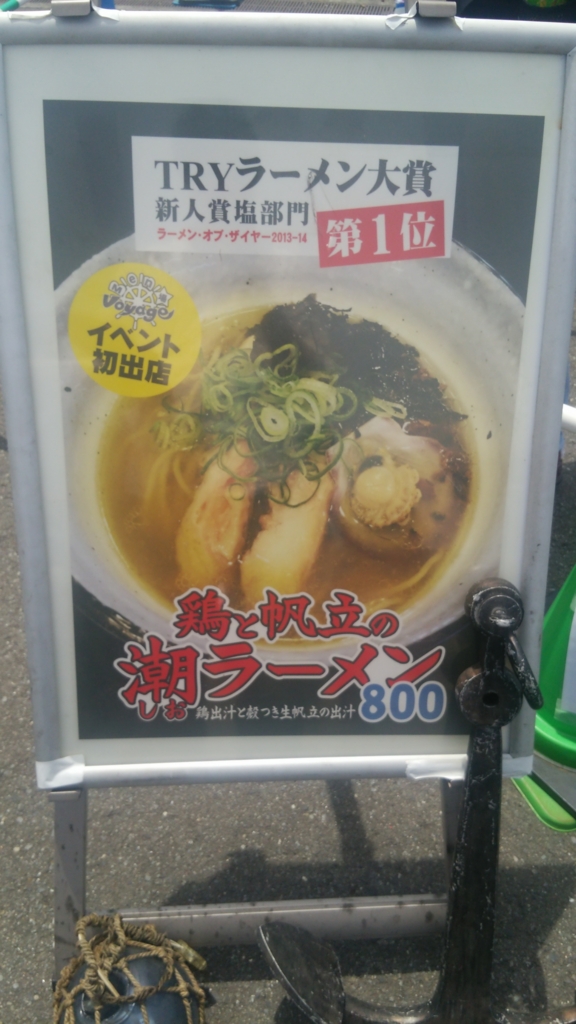 TRYラーメン大賞
新人賞塩部門
ラーメン・オブ・ザイヤー2013-14
第1位
MENSHO
Voyage
イベント
初出店
鶏と帆立の
潮ラーメン
しお
鶏出汁と殻つき生帆立の出汁
800